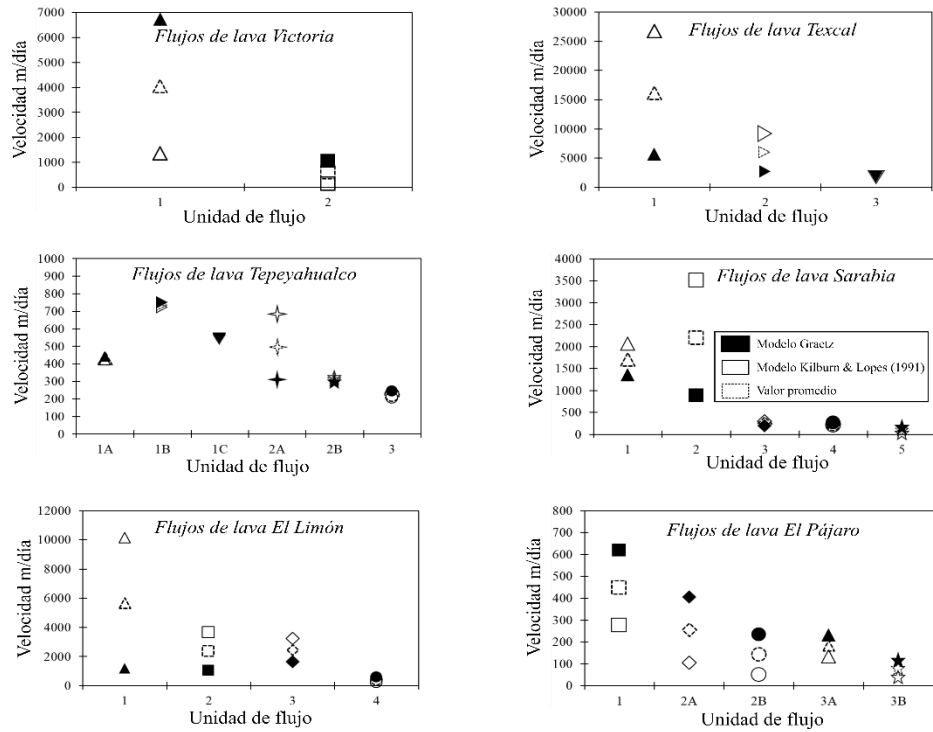 Flujos de lava Victoria
Velocidad m/día
7000
6000
5000
4000
3000
2000
1000
0
1 2
Unidad de flujo
Flujos de lava Texcal
Velocidad m/día
30000
25000
20000
15000
10000
5000
0
1 2 3
Unidad de flujo
Flujos de lava Tepeyahualco
Velocidad m/día
1000
900
800
700
600
500
400
300
200
100
0
1A 1B 1C 2A 2B 3
Unidad de flujo
Flujos de lava Sarabia
Velocidad m/día
4000
3500
3000
2500
2000
1500
1000
500
0
Modelo Graetz
Modelo Kilburn & Lopes (1991)
Valor promedio
1 2 3 4 5
Unidad de flujo
Flujos de lava El Limón
Velocidad m/día
12000
10000
8000
6000
4000
2000
0
1 2 3 4
Unidad de flujo
Flujos de lava El Pájaro
Velocidad m/día
800
700
600
500
400
300
200
100
0
1 2A 2B 3A 3B
Unidad de flujo